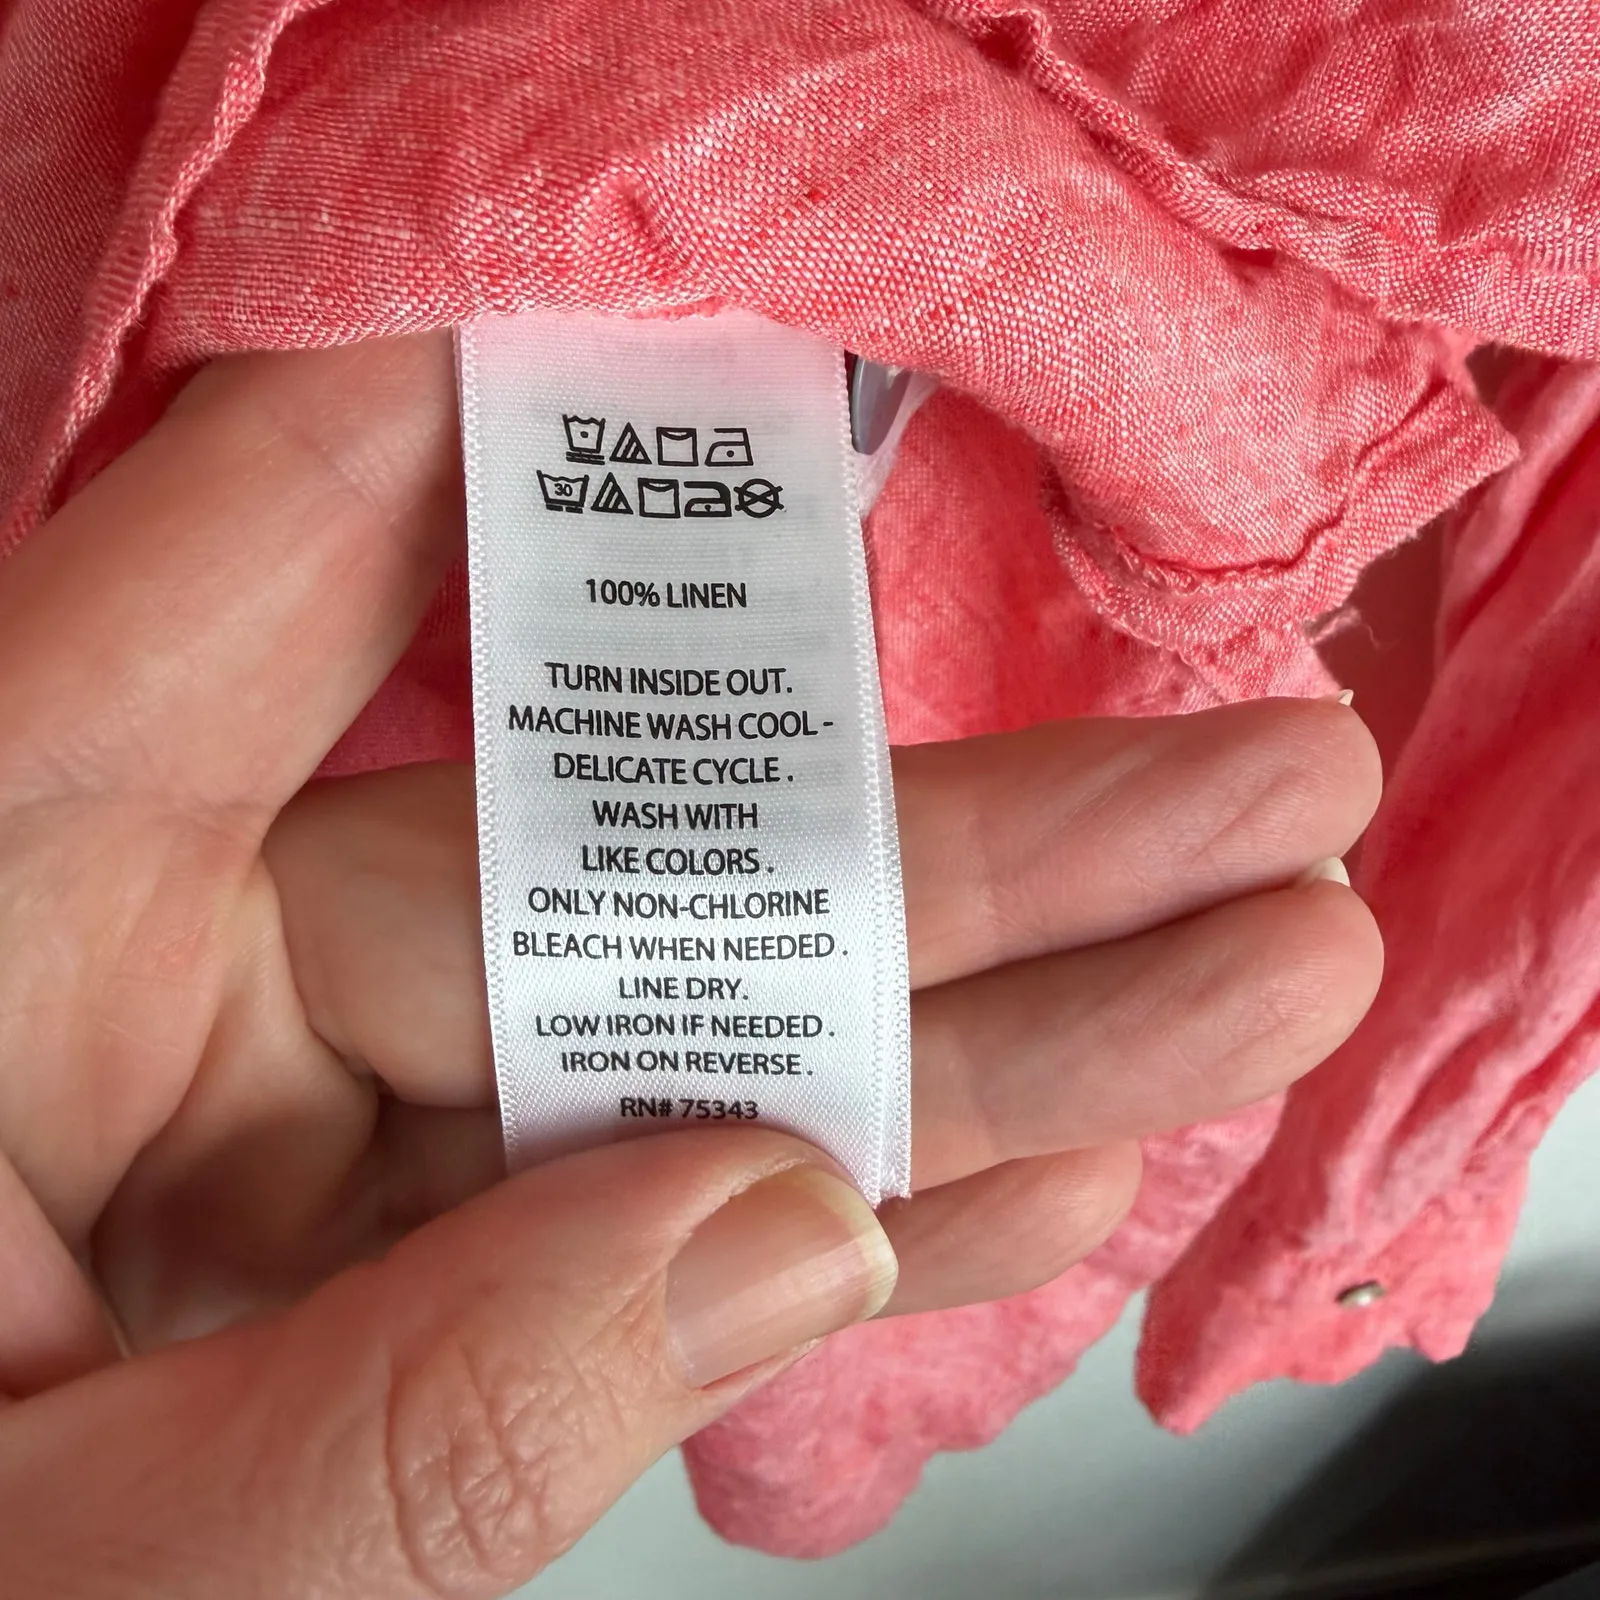 30
100% LINEN
TURN INSIDE OUT.
MACHINE WASH COOL -
DELICATE CYCLE .
WASH WITH
LIKE COLORS .
ONLY NON-CHLORINE
BLEACH WHEN NEEDED .
LINE DRY.
LOW IRON IF NEEDED .
IRON ON REVERSE .
RN# 75343